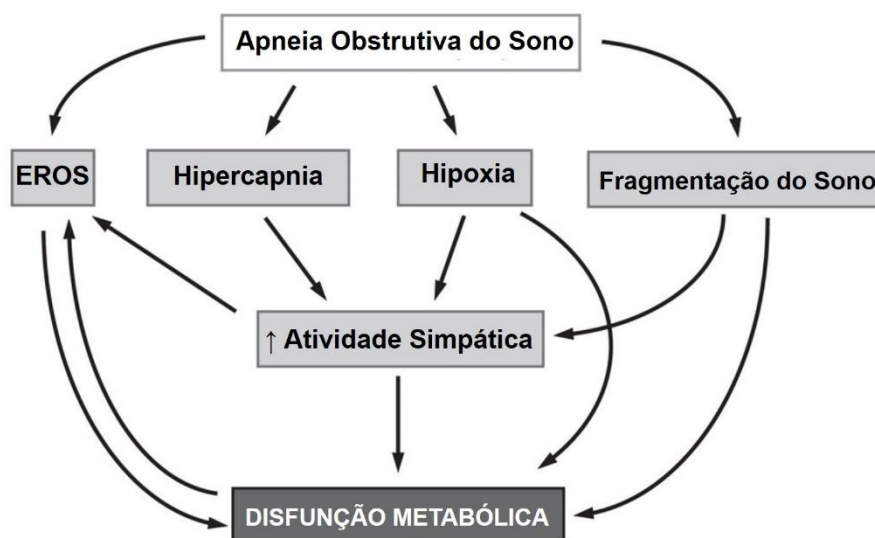 Apneia Obstrutiva do Sono
EROS
Hipercapnia
Hipoxia
Fragmentação do Sono
↑ Atividade Simpática
DISFUNÇÃO METABÓLICA